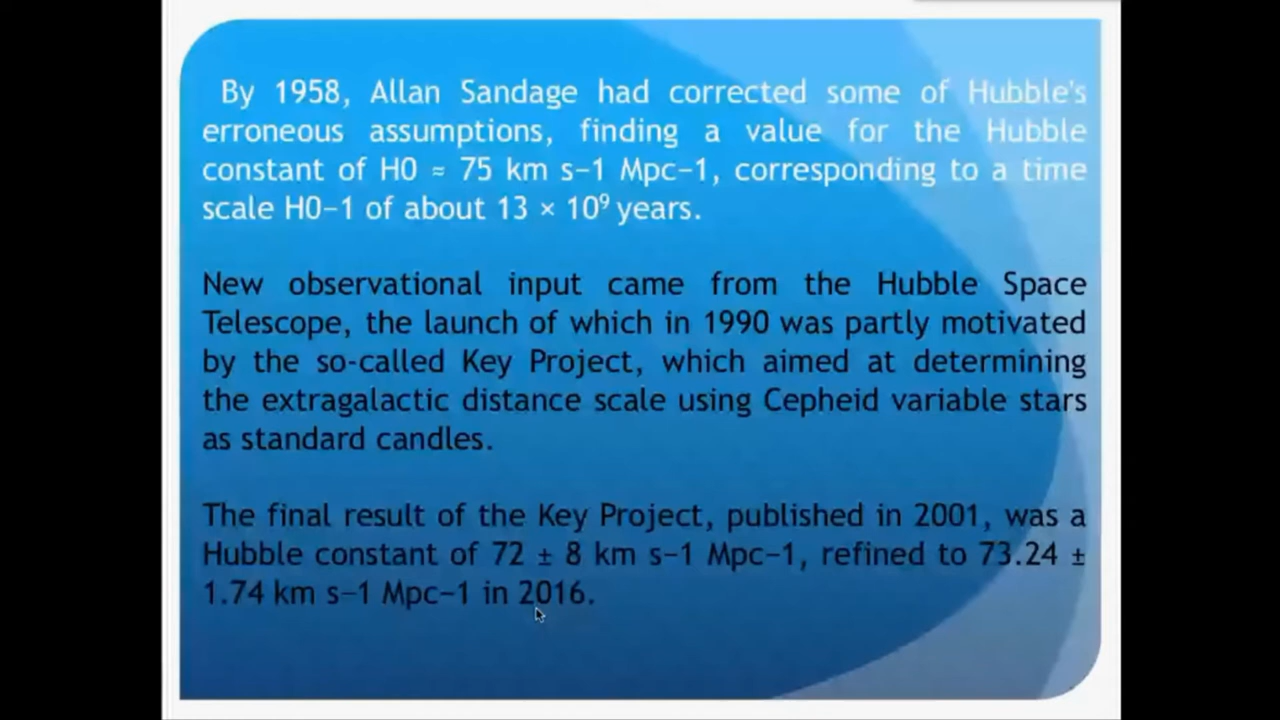 By 1958, Allan Sandage had corrected some of Hubble's
erroneous assumptions, finding a value for the Hubble
constant of H0 ≈ 75 km s−1 Mpc−1, corresponding to a time
scale H0−1 of about 13 × 10⁹ years.
New observational input came from the Hubble Space
Telescope, the launch of which in 1990 was partly motivated
by the so-called Key Project, which aimed at determining
the extragalactic distance scale using Cepheid variable stars
as standard candles.
The final result of the Key Project, published in 2001, was a
Hubble constant of 72 ± 8 km s−1 Mpc−1, refined to 73.24 ±
1.74 km s−1 Mpc−1 in 2016.